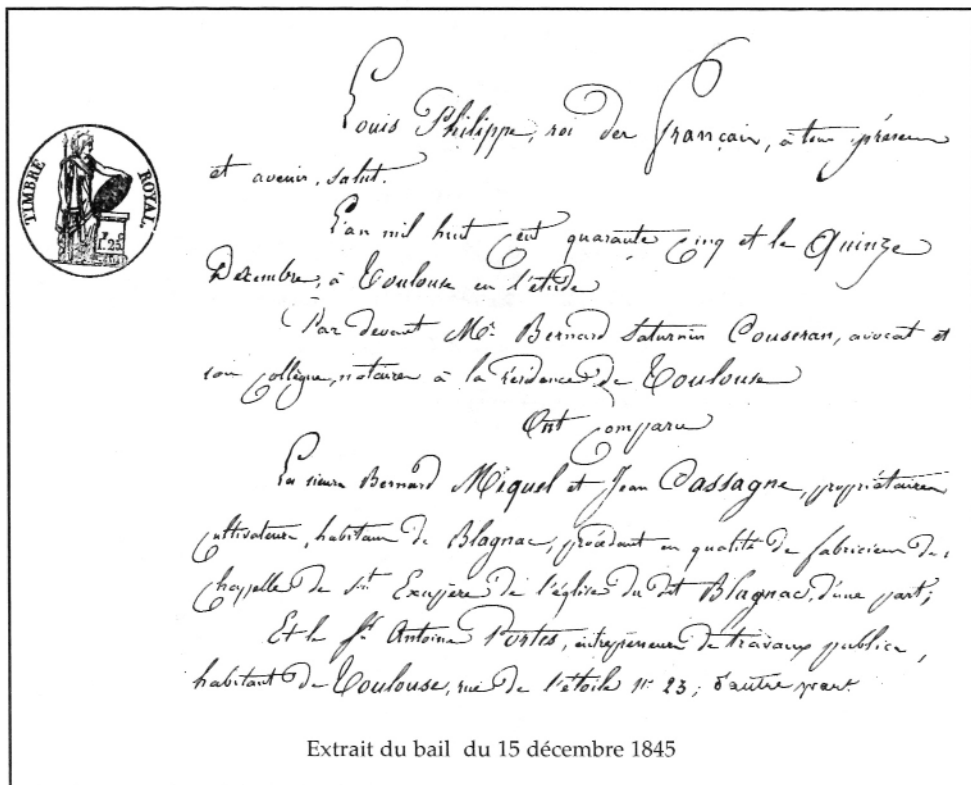 TIMBRE ROYAL.
Louis Philippe, roi des Français, à tous présens
et avenir, salut.
L'an mil huit cent quarante cinq et le Quinze
Décembre, à Toulouse en l'étude
Par devant Me Bernard Saturnin Couseran, avocat et
son collègue, notaires à la résidence de Toulouse
Ont Comparu
Les sieurs Bernard Miquel et Jean Cassagne, propriétaires
cultivateurs, habitans de Blagnac, procédant en qualité de fabriciens de
chapelle de St Exupère de l'église du dit Blagnac, d'une part;
Et le Sr Antoine Portes, entrepreneur de travaux publics,
habitant de Toulouse, rue de l'étoile no 23; d'autre part.
Extrait du bail du 15 décembre 1845